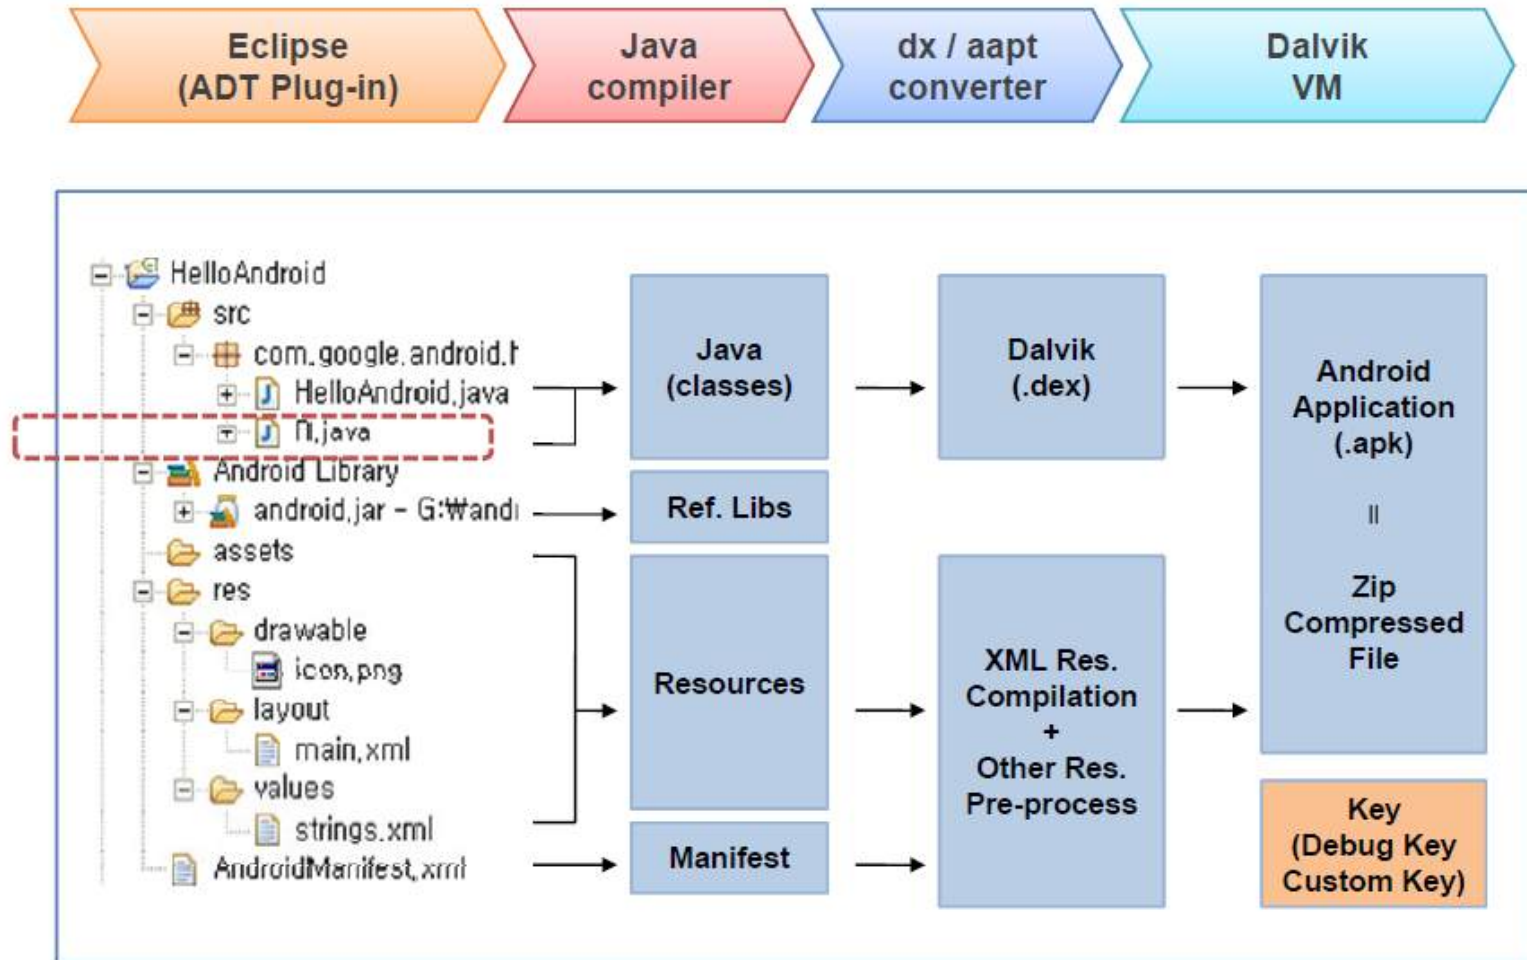 Eclipse
(ADT Plug-in)
Java
compiler
dx / aapt
converter
Dalvik
VM
HelloAndroid
src
com.google.android.h
HelloAndroid.java
R.java
Android Library
android.jar - G:₩andr
assets
res
drawable
icon.png
layout
main.xml
values
strings.xml
AndroidManifest.xml
Java
(classes)
Ref. Libs
Resources
Manifest
Dalvik
(.dex)
XML Res.
Compilation
+
Other Res.
Pre-process
Android
Application
(.apk)
=
Zip
Compressed
File
Key
(Debug Key
Custom Key)